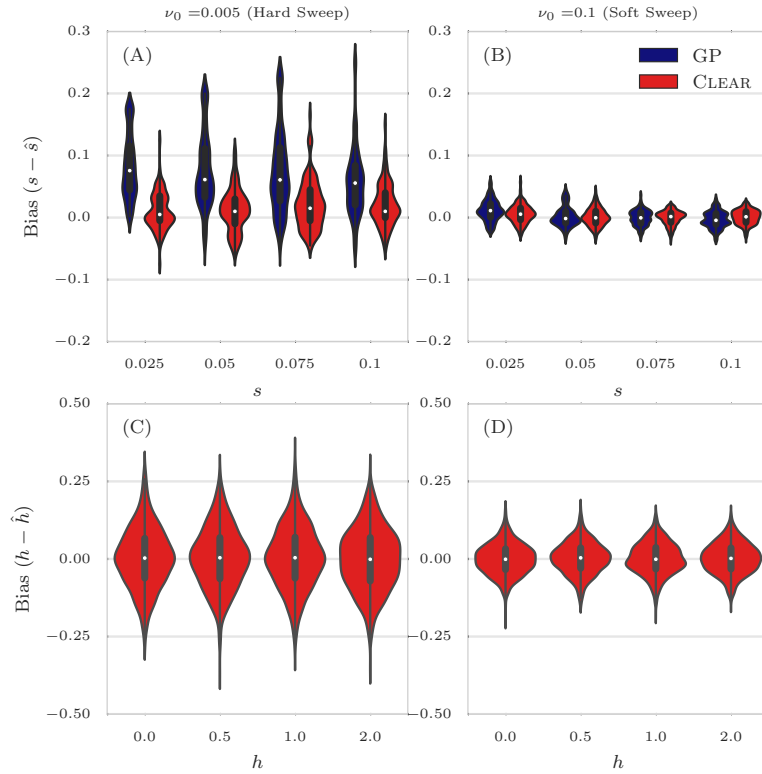 ν0 =0.005 (Hard Sweep)
ν0 =0.1 (Soft Sweep)
Bias (s − ŝ)
0.3
0.2
0.1
0.0
−0.1
−0.2
(A)
0.025 0.05 0.075 0.1
s
0.3
0.2
0.1
0.0
−0.1
−0.2
(B)
GP
CLEAR
0.025 0.05 0.075 0.1
s
Bias (h − ĥ)
0.50
0.25
0.00
−0.25
−0.50
(C)
0.0 0.5 1.0 2.0
h
0.50
0.25
0.00
−0.25
−0.50
(D)
0.0 0.5 1.0 2.0
h